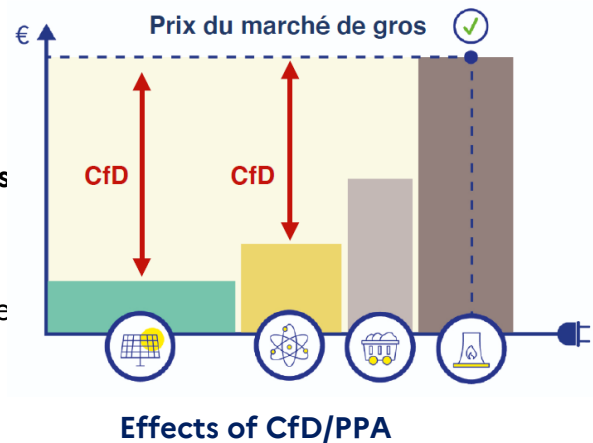 Prix du marché de gros
€
CfD CfD
s
e
Effects of CfD/PPA